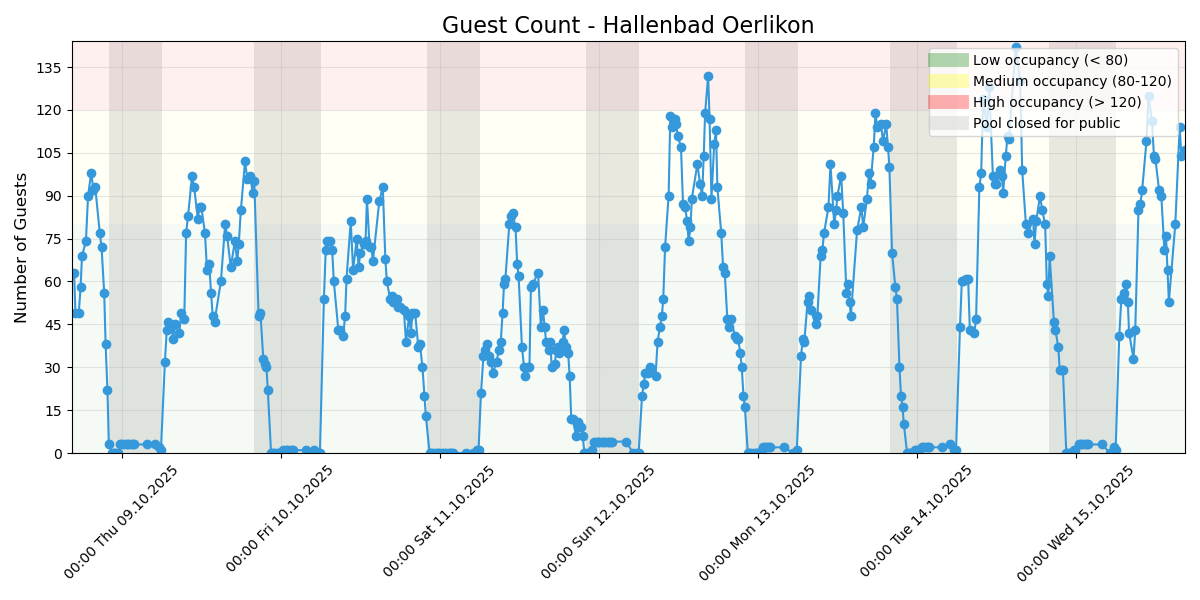 Guest Count - Hallenbad Oerlikon
Number of Guests
135
120
105
90
75
60
45
30
15
0
Low occupancy (< 80)
Medium occupancy (80-120)
High occupancy (> 120)
Pool closed for public
00:00 Thu 09.10.2025
00:00 Fri 10.10.2025
00:00 Sat 11.10.2025
00:00 Sun 12.10.2025
00:00 Mon 13.10.2025
00:00 Tue 14.10.2025
00:00 Wed 15.10.2025